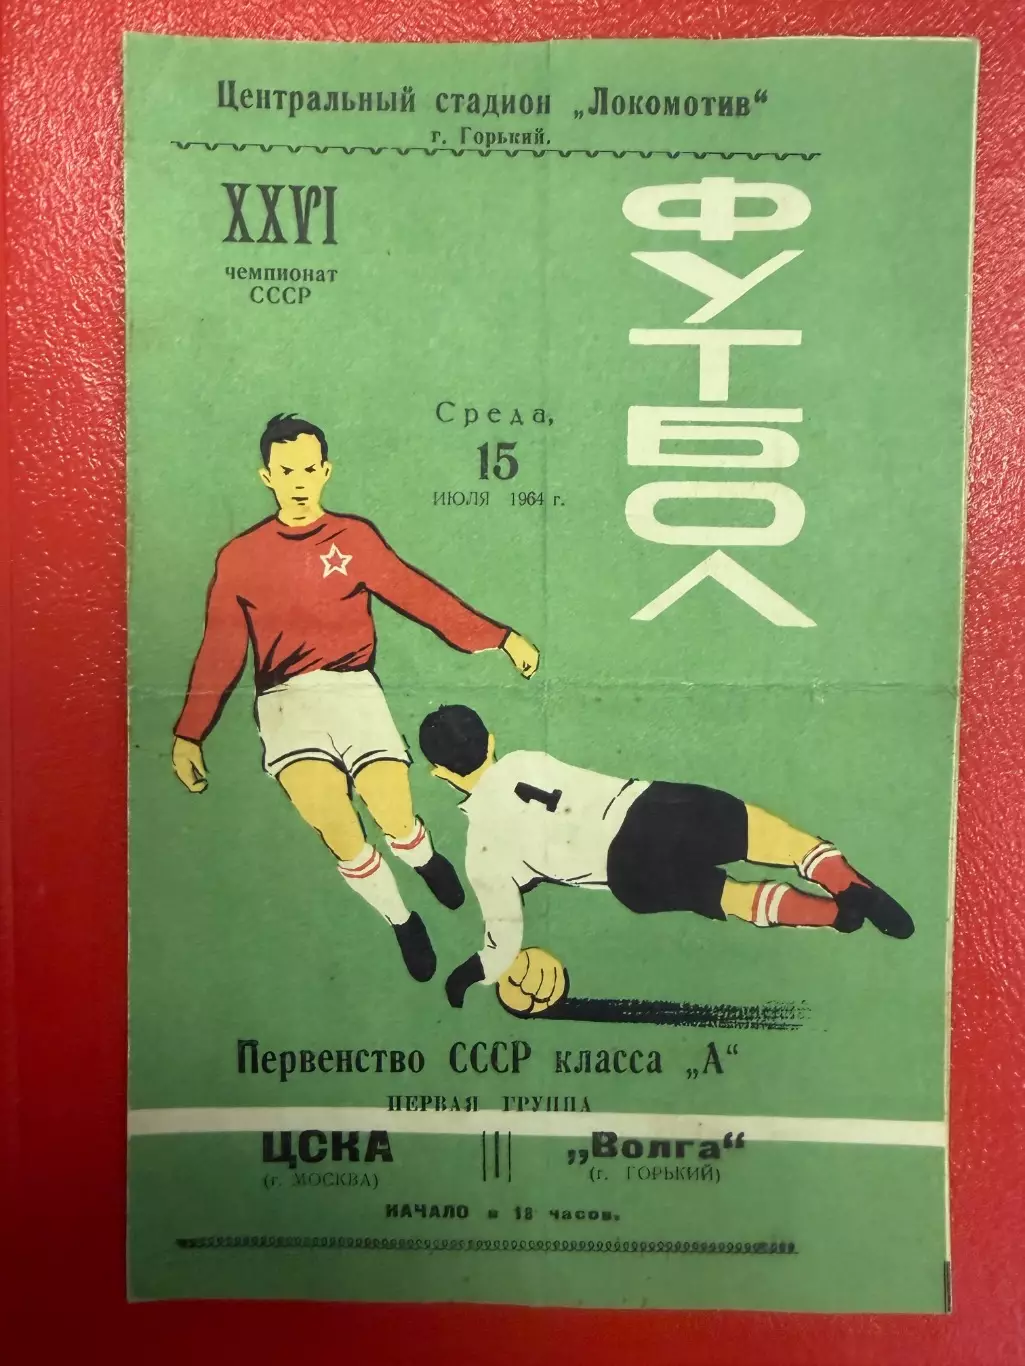 Центральный стадион „Локомотив“
г. Горький.
XXVI
чемпионат
СССР
ФУТБОЛ
Среда,
15
ИЮЛЯ 1964 г.
1
Первенство СССР класса „А“
ПЕРВАЯ ГРУППА
ЦСКА
(г. МОСКВА)
„Волга“
(г. ГОРЬКИЙ)
НАЧАЛО в 18 часов.